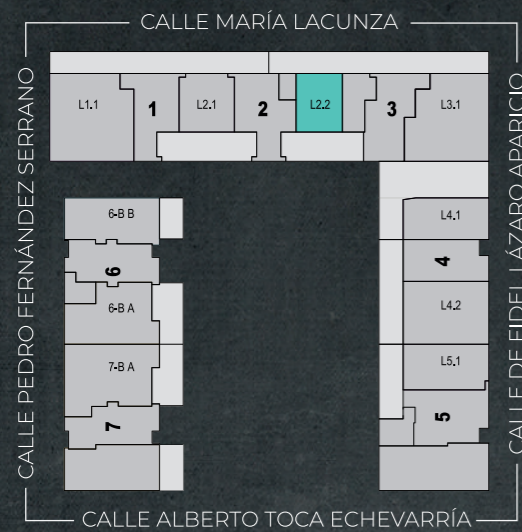 CALLE MARÍA LACUNZA
CALLE PEDRO FERNÁNDEZ SERRANO
CALLE DE FIDEL LÁZARO APARICIO
L1.1
1
L2.1
2
L2.2
3
L3.1
6-B B
6
6-B A
7-B A
7
L4.1
4
L4.2
L5.1
5
CALLE ALBERTO TOCA ECHEVARRÍA